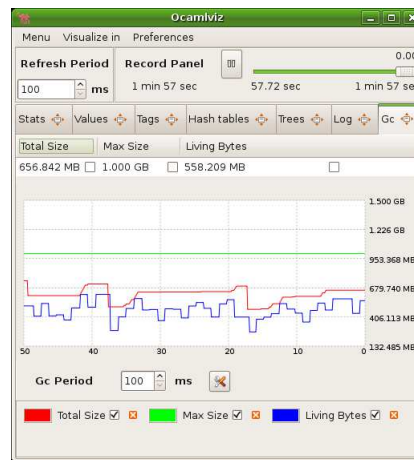 Ocamlviz
Menu Visualize in Preferences
Refresh Period Record Panel 0.00
100 ms 1 min 57 sec 57.72 sec 1 min 57 se
Stats Values Tags Hash tables Trees Log Gc
Total Size Max Size Living Bytes
656.842 MB 1.000 GB 558.209 MB
1.500 GB
1.226 GB
953.368 MB
679.740 MB
406.113 MB
132.485 MB
50 40 30 20 10 0
Gc Period 100 ms
Total Size Max Size Living Bytes